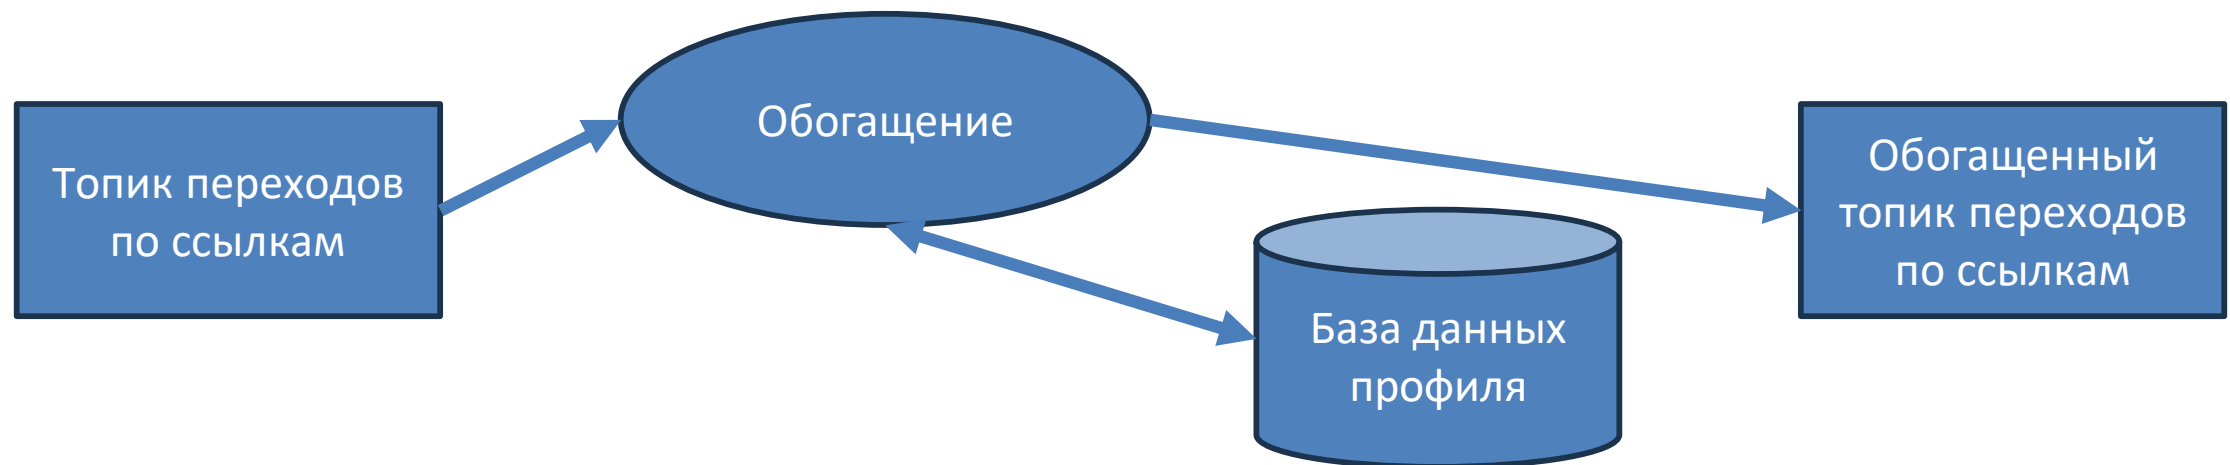 Топик переходов
по ссылкам
Обогащение
База данных
профиля
Обогащенный
топик переходов
по ссылкам